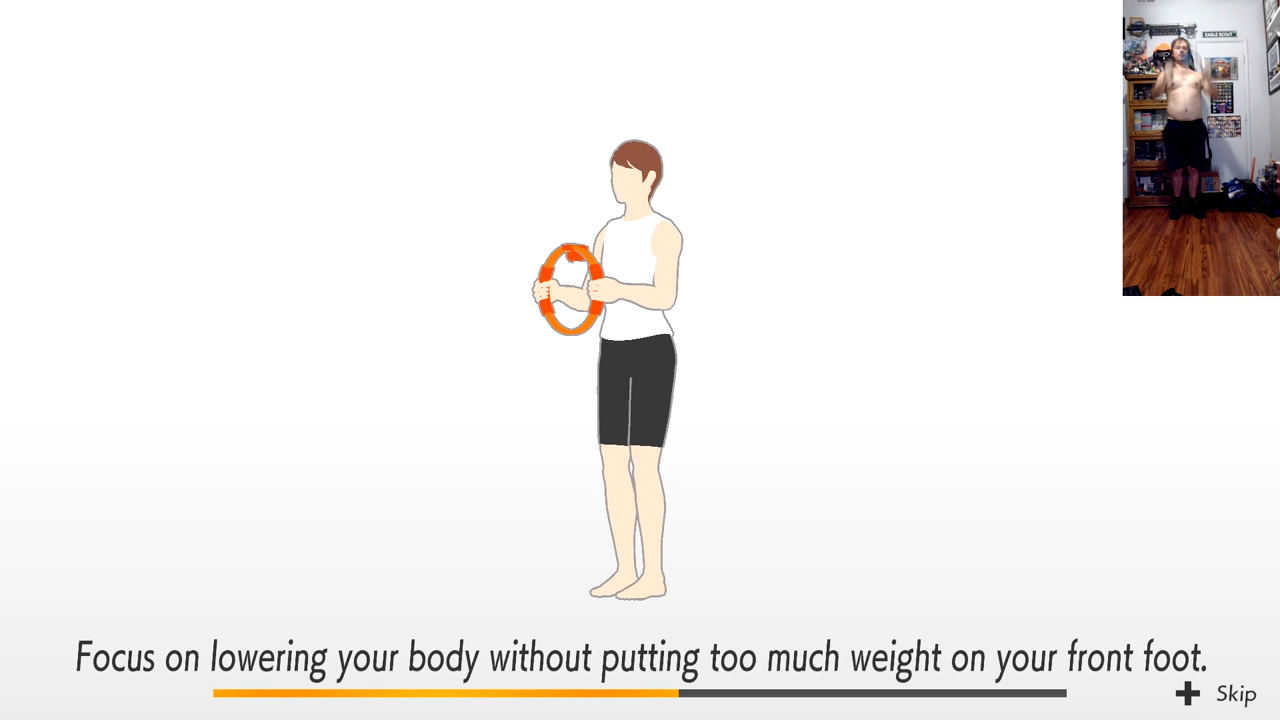 EAGLE SCOUT
Focus on lowering your body without putting too much weight on your front foot.
Skip